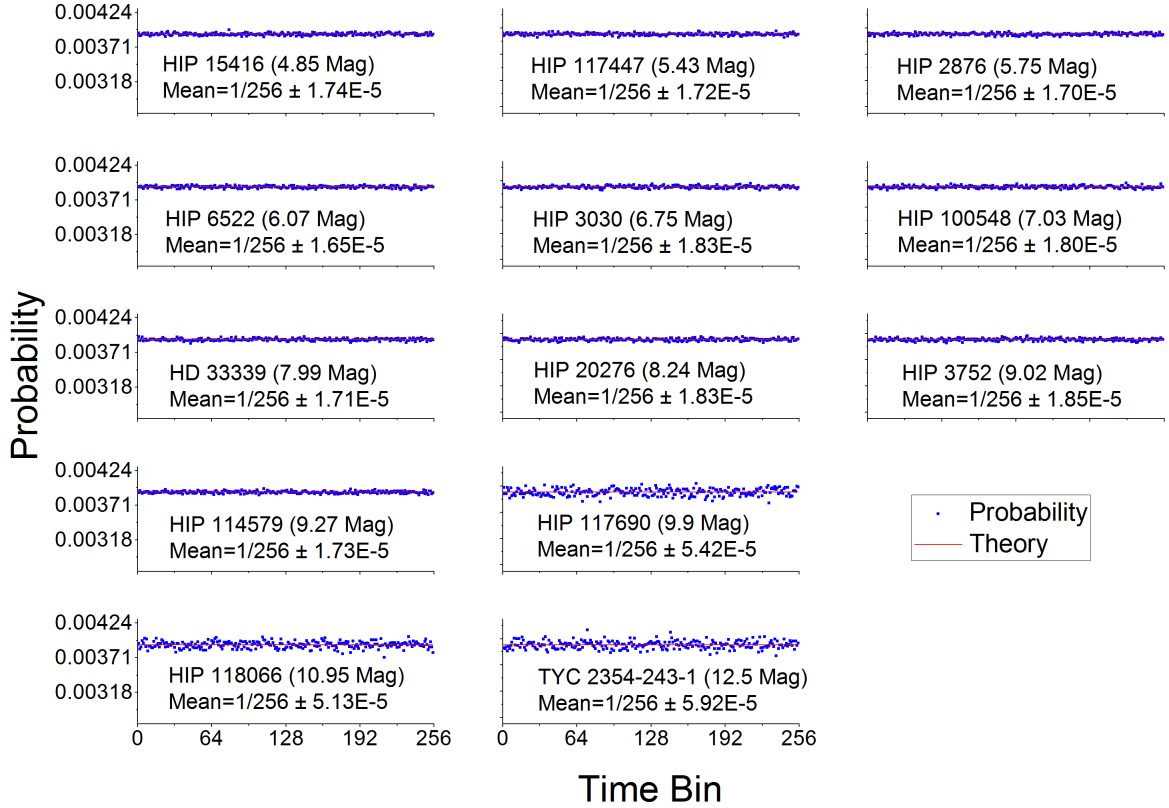 0.00424
0.00371
0.00318
HIP 15416 (4.85 Mag)
Mean=1/256 ± 1.74E-5
HIP 117447 (5.43 Mag)
Mean=1/256 ± 1.72E-5
HIP 2876 (5.75 Mag)
Mean=1/256 ± 1.70E-5
0.00424
0.00371
0.00318
HIP 6522 (6.07 Mag)
Mean=1/256 ± 1.65E-5
HIP 3030 (6.75 Mag)
Mean=1/256 ± 1.83E-5
HIP 100548 (7.03 Mag)
Mean=1/256 ± 1.80E-5
Probability
0.00424
0.00371
0.00318
HD 33339 (7.99 Mag)
Mean=1/256 ± 1.71E-5
HIP 20276 (8.24 Mag)
Mean=1/256 ± 1.83E-5
HIP 3752 (9.02 Mag)
Mean=1/256 ± 1.85E-5
0.00424
0.00371
0.00318
HIP 114579 (9.27 Mag)
Mean=1/256 ± 1.73E-5
HIP 117690 (9.9 Mag)
Mean=1/256 ± 5.42E-5
Probability
Theory
0.00424
0.00371
0.00318
HIP 118066 (10.95 Mag)
Mean=1/256 ± 5.13E-5
TYC 2354-243-1 (12.5 Mag)
Mean=1/256 ± 5.92E-5
0 64 128 192 256
0 64 128 192 256
Time Bin